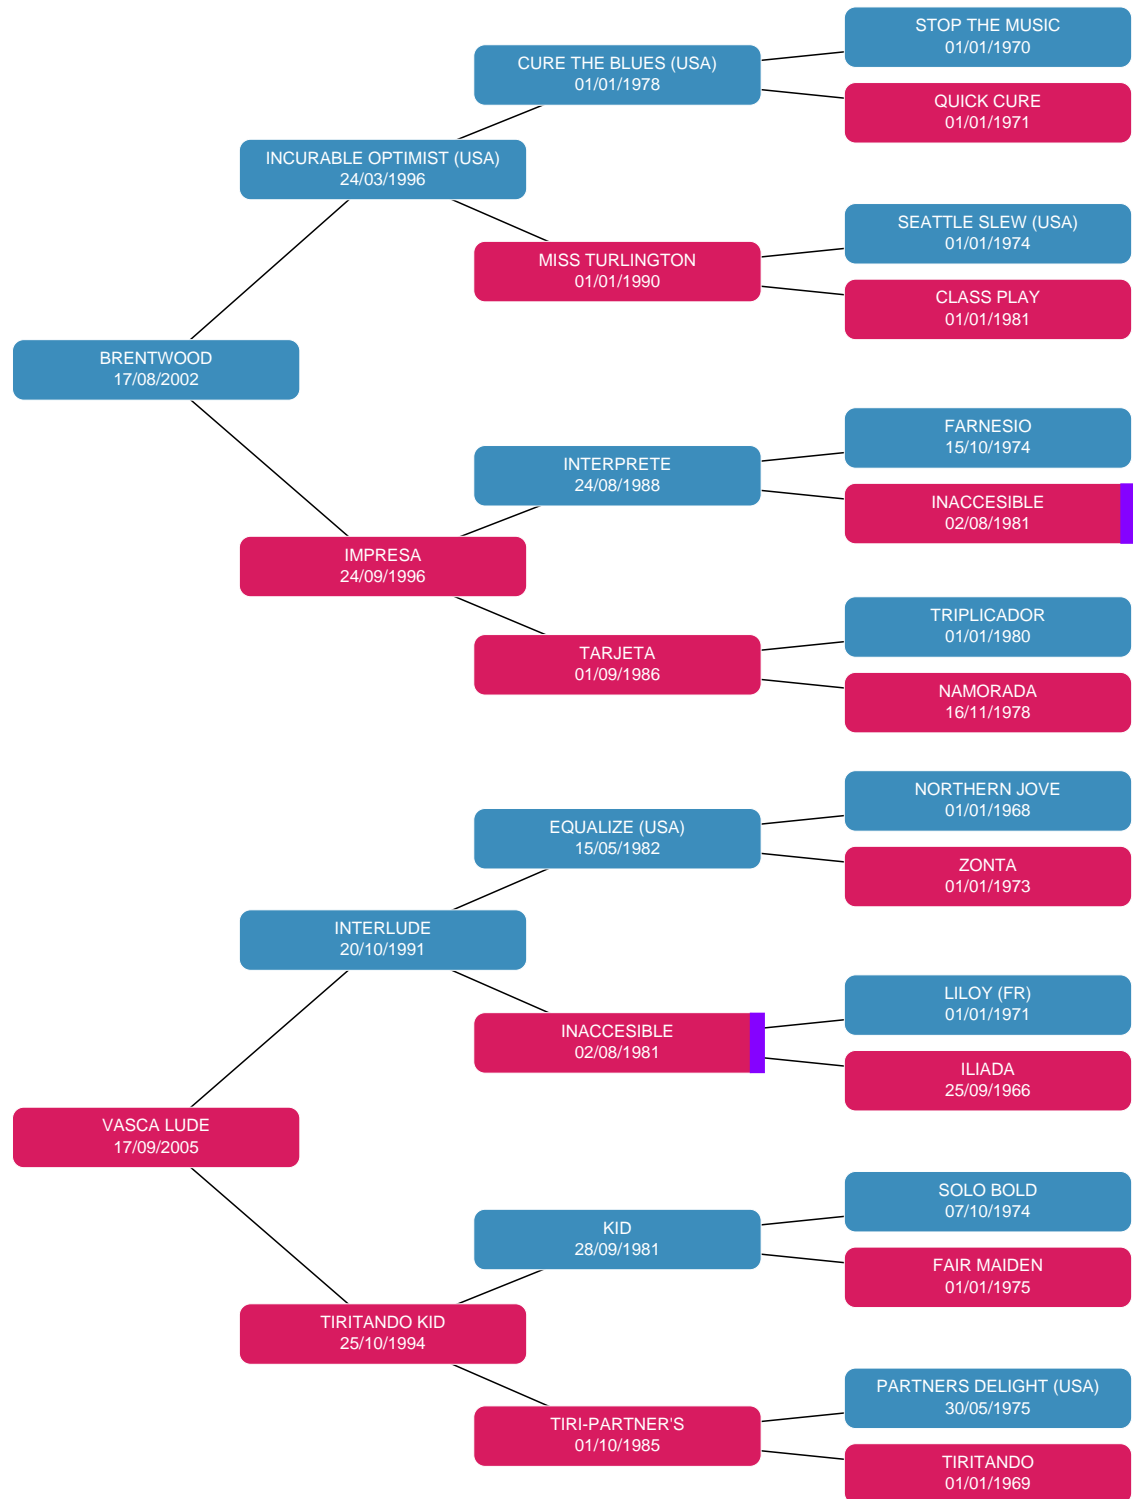 STOP THE MUSIC
01/01/1970
CURE THE BLUES (USA)
01/01/1978
QUICK CURE
01/01/1971
INCURABLE OPTIMIST (USA)
24/03/1996
SEATTLE SLEW (USA)
01/01/1974
MISS TURLINGTON
01/01/1990
CLASS PLAY
01/01/1981
BRENTWOOD
17/08/2002
FARNESIO
15/10/1974
INTERPRETE
24/08/1988
INACCESIBLE
02/08/1981
IMPRESA
24/09/1996
TRIPLICADOR
01/01/1980
TARJETA
01/09/1986
NAMORADA
16/11/1978
NORTHERN JOVE
01/01/1968
EQUALIZE (USA)
15/05/1982
ZONTA
01/01/1973
INTERLUDE
20/10/1991
LILOY (FR)
01/01/1971
INACCESIBLE
02/08/1981
ILIADA
25/09/1966
VASCA LUDE
17/09/2005
SOLO BOLD
07/10/1974
KID
28/09/1981
FAIR MAIDEN
01/01/1975
TIRITANDO KID
25/10/1994
PARTNERS DELIGHT (USA)
30/05/1975
TIRI-PARTNER'S
01/10/1985
TIRITANDO
01/01/1969